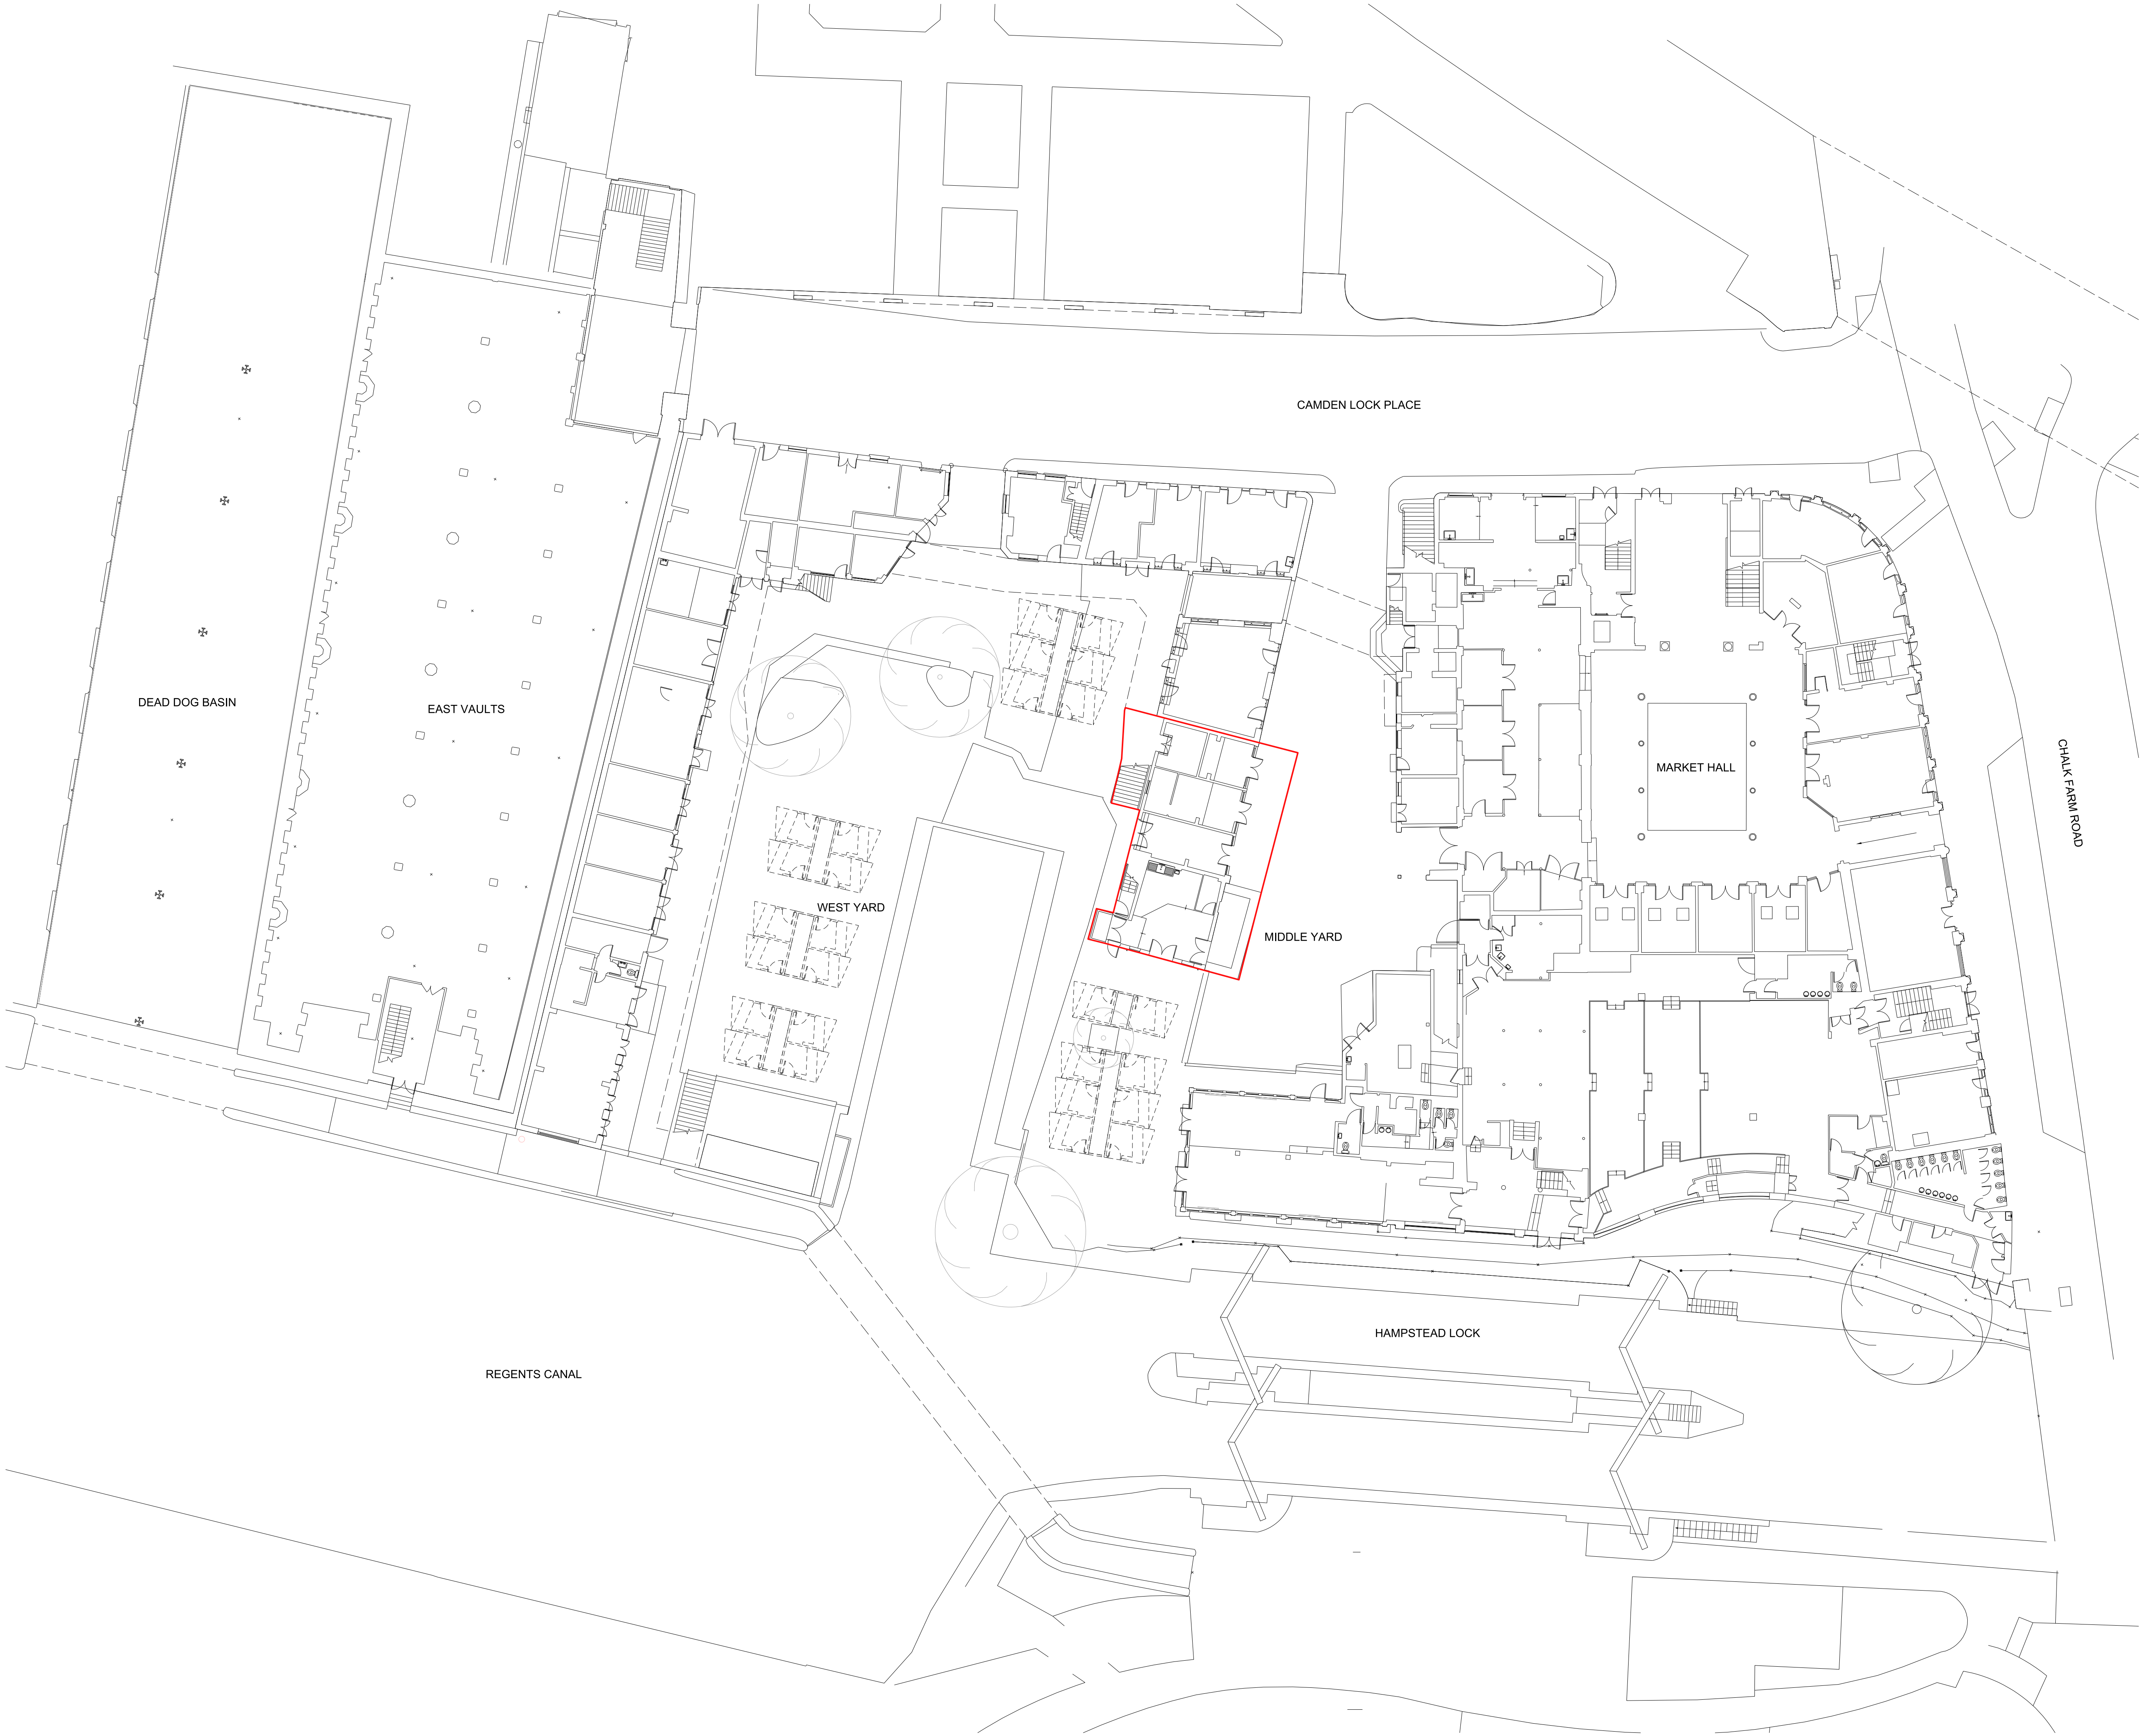 CAMDEN LOCK PLACE
DEAD DOG BASIN
EAST VAULTS
MARKET HALL
CHALK FARM ROAD
WEST YARD
MIDDLE YARD
HAMPSTEAD LOCK
REGENTS CANAL